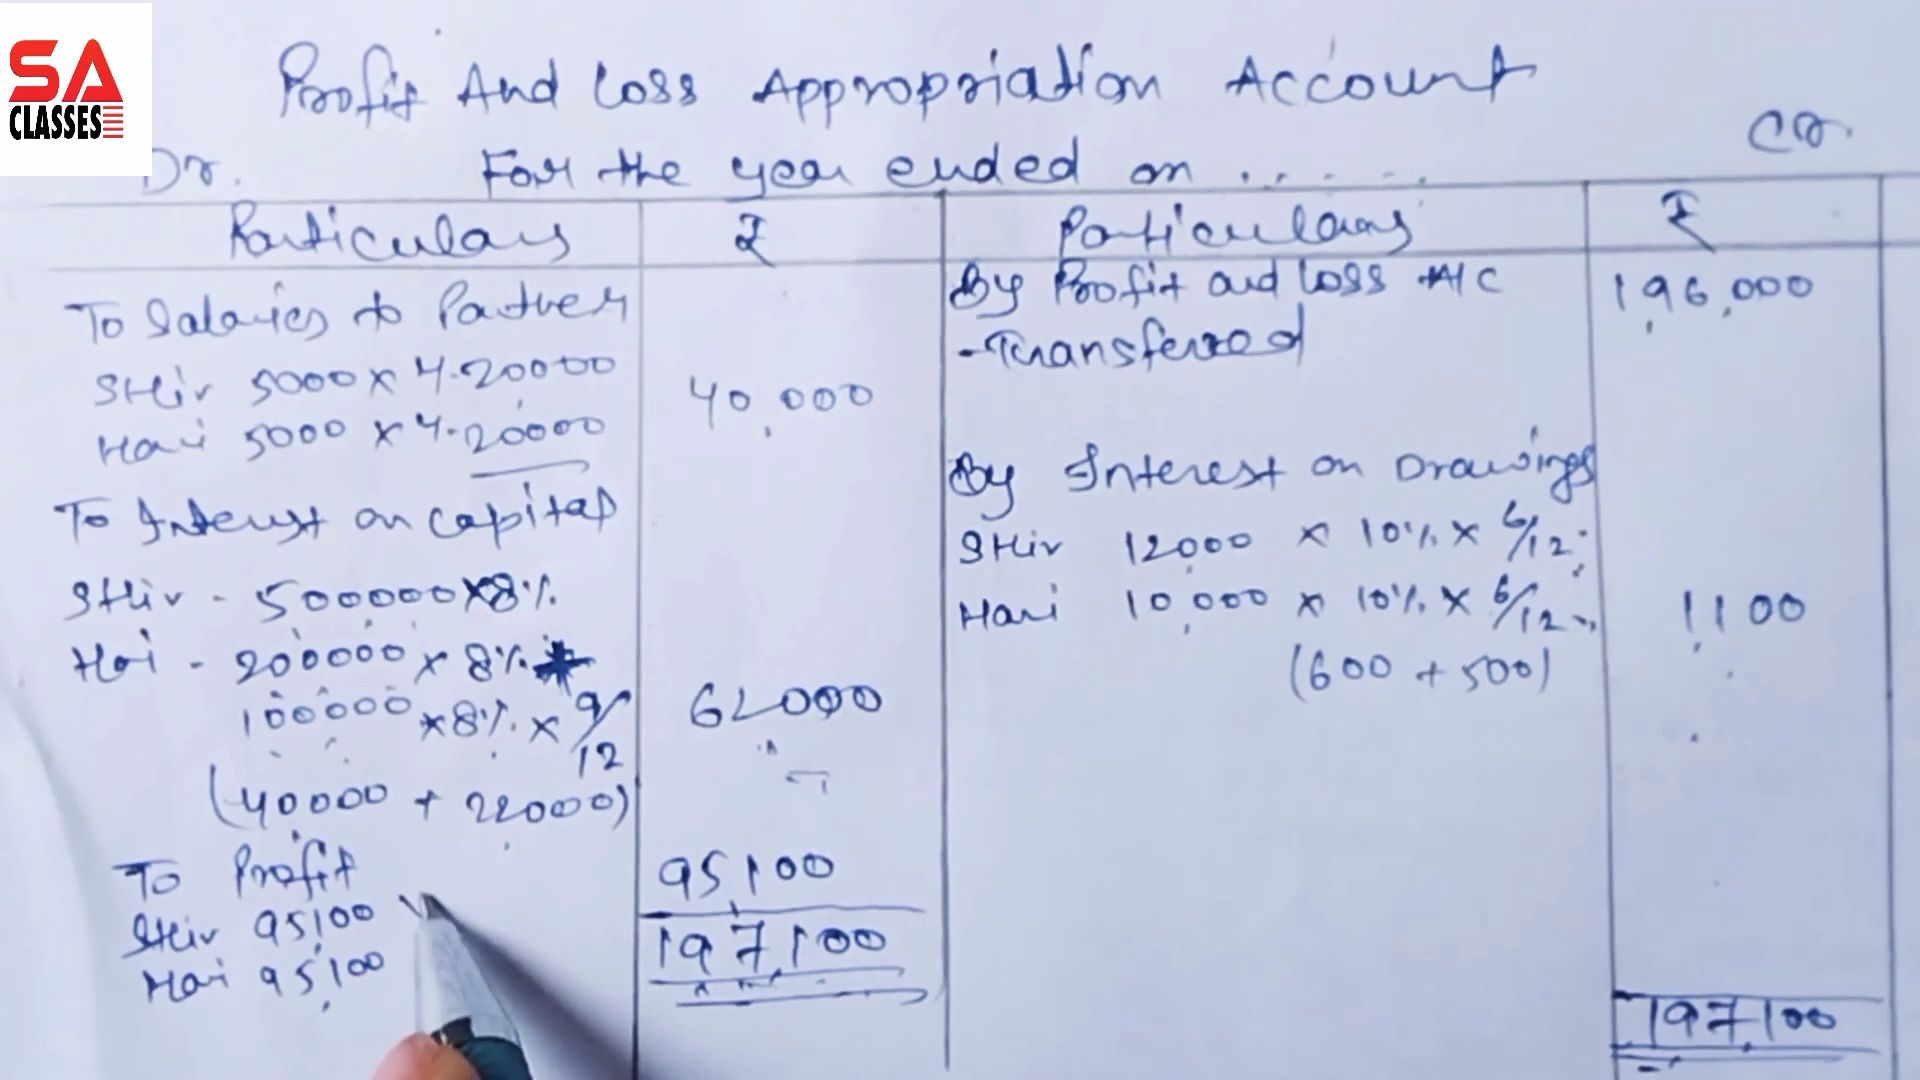 SA
CLASSES
Profit And Loss Appropriation Account
Dr.
For the year ended on ......
Cr.
Particulars ₹ Particulars ₹
To Salaries to Partner
SHiv 5000 x 4 - 20000
Hari 5000 x 4 - 20000
40,000
To Interest on capital
SHiv - 500000 x 8%
Hari - 200000 x 8%
100000 x 8% x 9/12
62000
(40000 + 22000)
To Profit
95,100
SHiv 95100
Hari 95100
197,100
By Profit and Loss A/C
- Transferred
196,000
By Interest on Drawings
SHiv 12000 x 10% x 6/12
Hari 10,000 x 10% x 6/12
1100
(600 + 500)
197,100